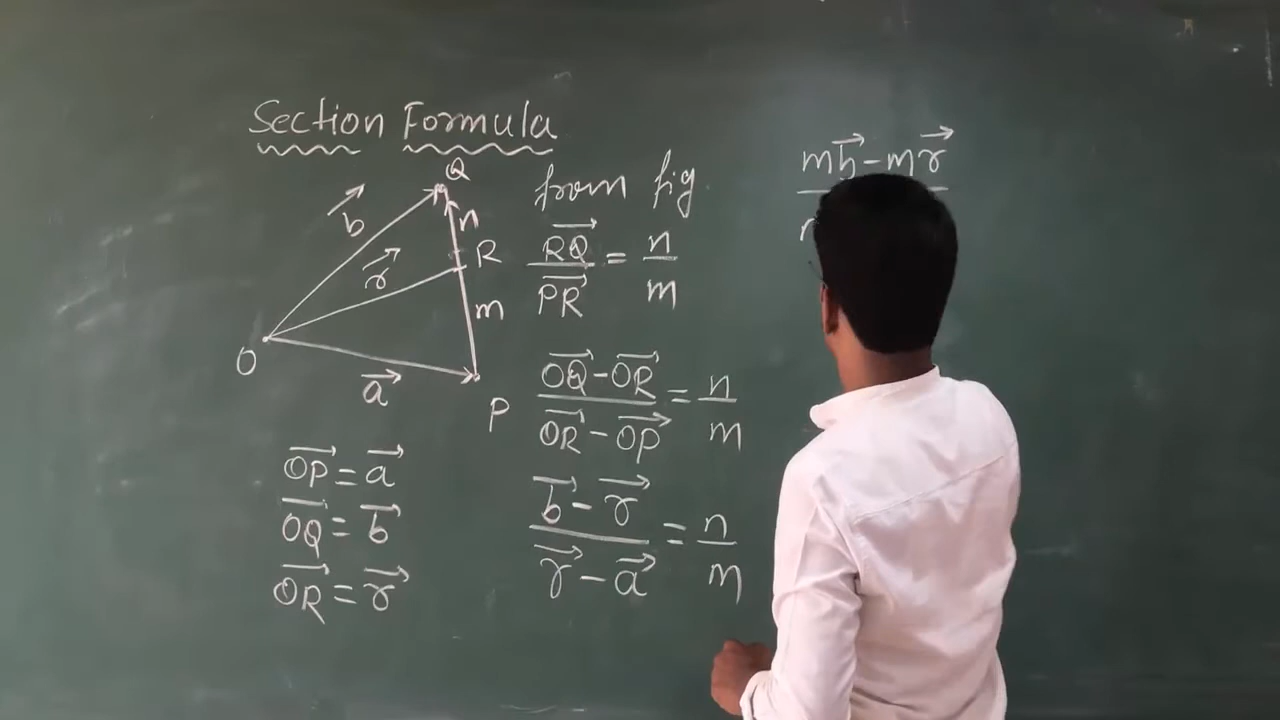 Section Formula
Q
b⃗
n
r⃗
R
m
O
a⃗
P
OP⃗ = a⃗
OQ⃗ = b⃗
OR⃗ = r⃗
from fig
RQ⃗ / PR⃗ = n / m
OQ⃗ - OR⃗ / OR⃗ - OP⃗ = n / m
b⃗ - r⃗ / r⃗ - a⃗ = n / m
mb⃗ - mr⃗